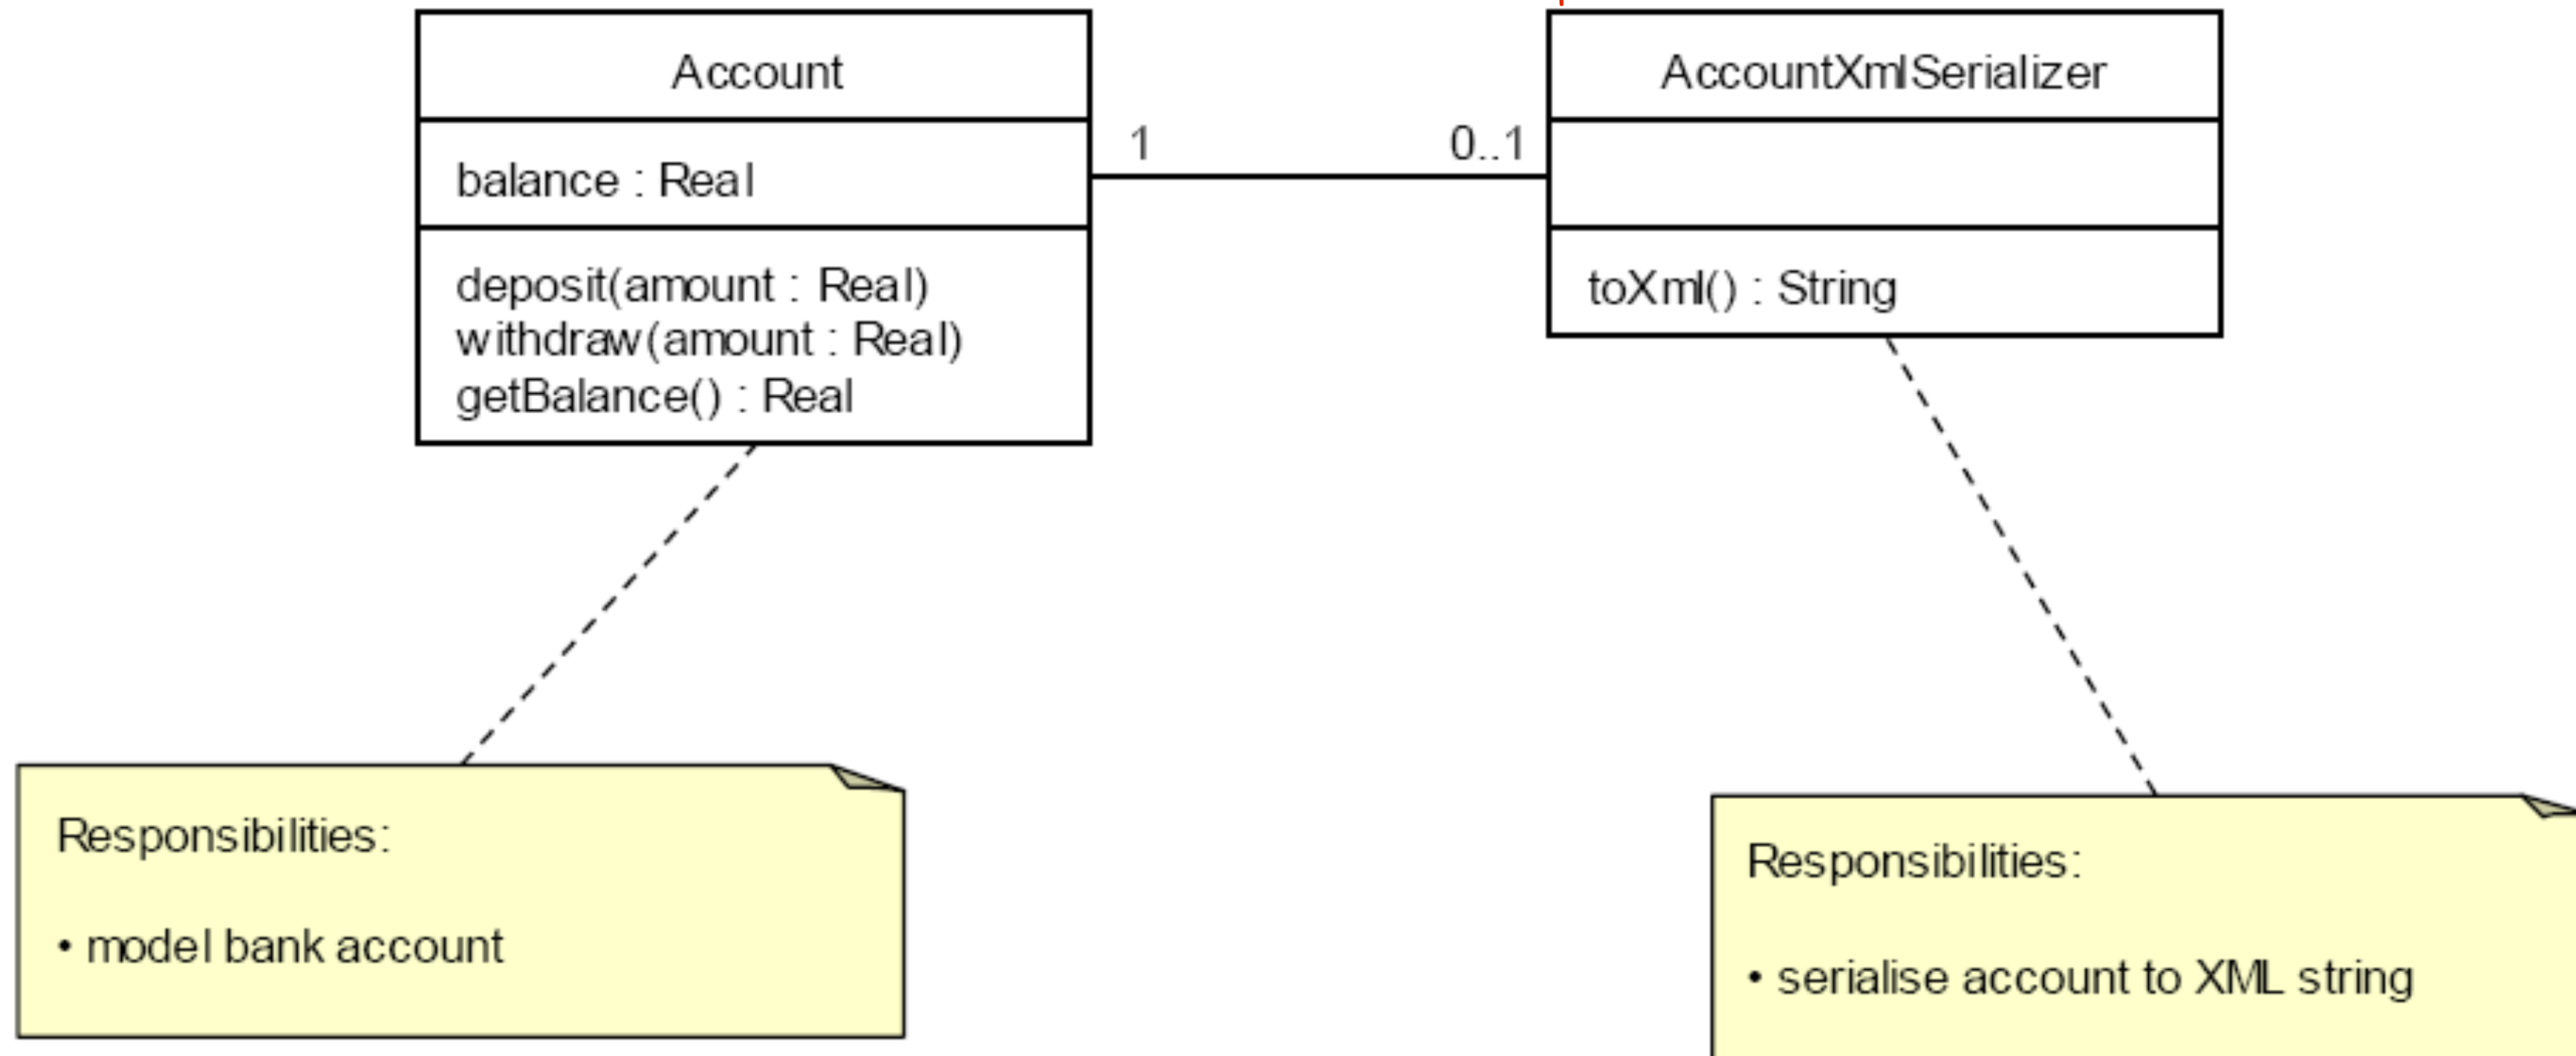 Account
balance : Real
deposit(amount : Real)
withdraw(amount : Real)
getBalance() : Real
1
0..1
AccountXmlSerializer
toXml() : String
Responsibilities:
• model bank account
Responsibilities:
• serialise account to XML string